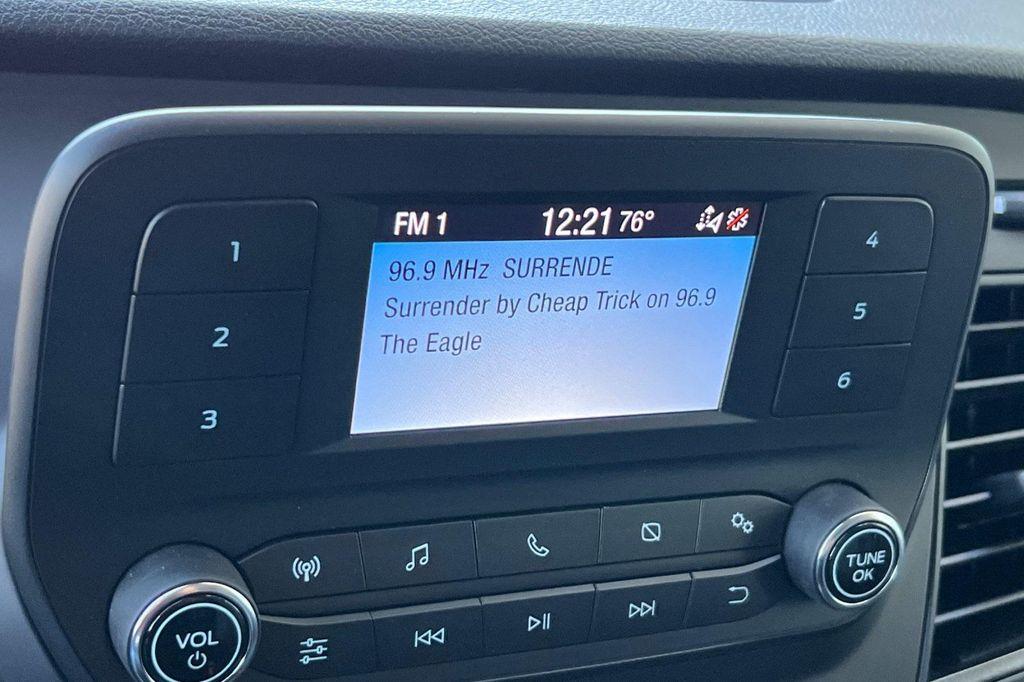 FM 1 12:21 76°
96.9 MHz SURRENDE
Surrender by Cheap Trick on 96.9
The Eagle
1
2
3
4
5
6
VOL
TUNE
OK